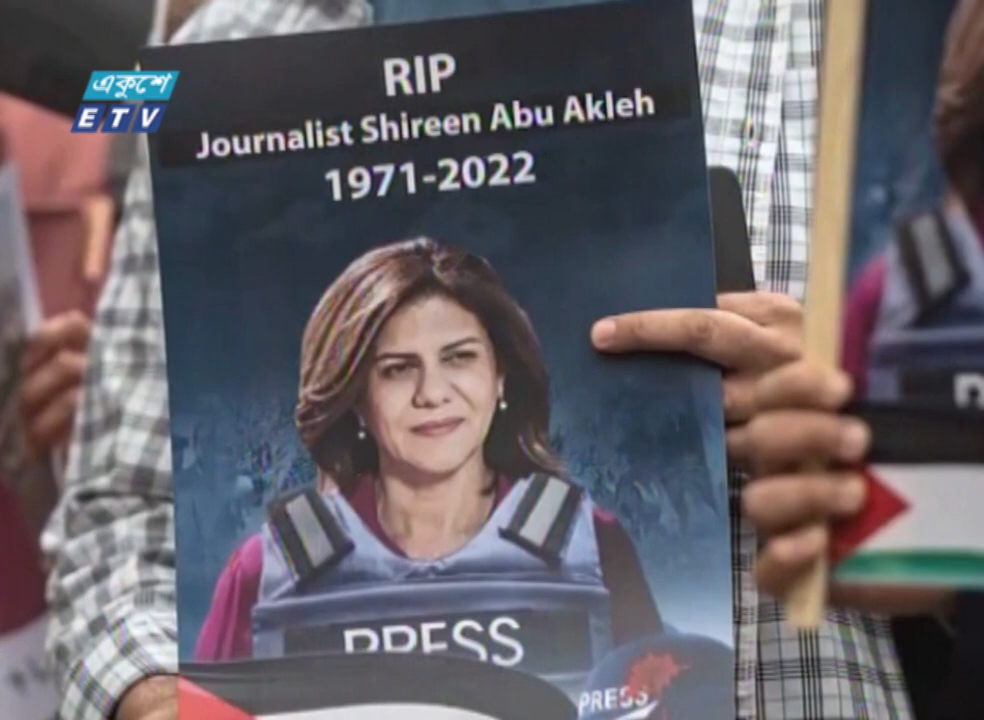 একুশে
ETV
RIP
Journalist Shireen Abu Akleh
1971-2022
PRESS
PRESS